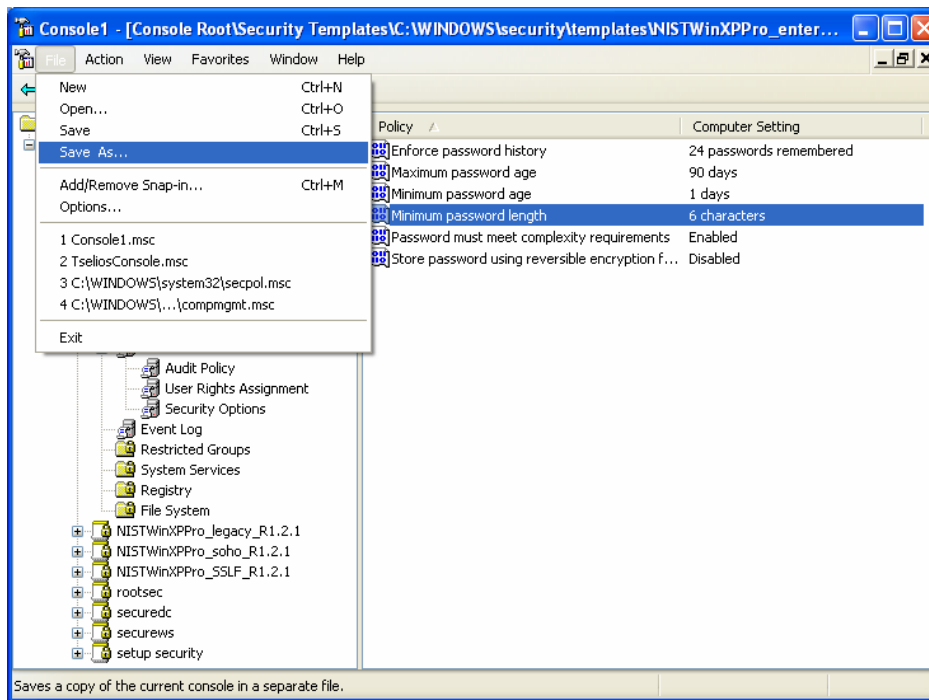 Console1 - [Console Root\Security Templates\C:\WINDOWS\security\templates\NISTWinXPPro_enter...
File Action View Favorites Window Help
New Ctrl+N
Open... Ctrl+O
Save Ctrl+S
Save As...
Add/Remove Snap-in... Ctrl+M
Options...
1 Console1.msc
2 TseliosConsole.msc
3 C:\WINDOWS\system32\secpol.msc
4 C:\WINDOWS\...\compmgmt.msc
Exit
Policy Computer Setting
Enforce password history 24 passwords remembered
Maximum password age 90 days
Minimum password age 1 days
Minimum password length 6 characters
Password must meet complexity requirements Enabled
Store password using reversible encryption f... Disabled
Audit Policy
User Rights Assignment
Security Options
Event Log
Restricted Groups
System Services
Registry
File System
NISTWinXPPro_legacy_R1.2.1
NISTWinXPPro_soho_R1.2.1
NISTWinXPPro_SSLF_R1.2.1
rootsec
securedc
securews
setup security
Saves a copy of the current console in a separate file.